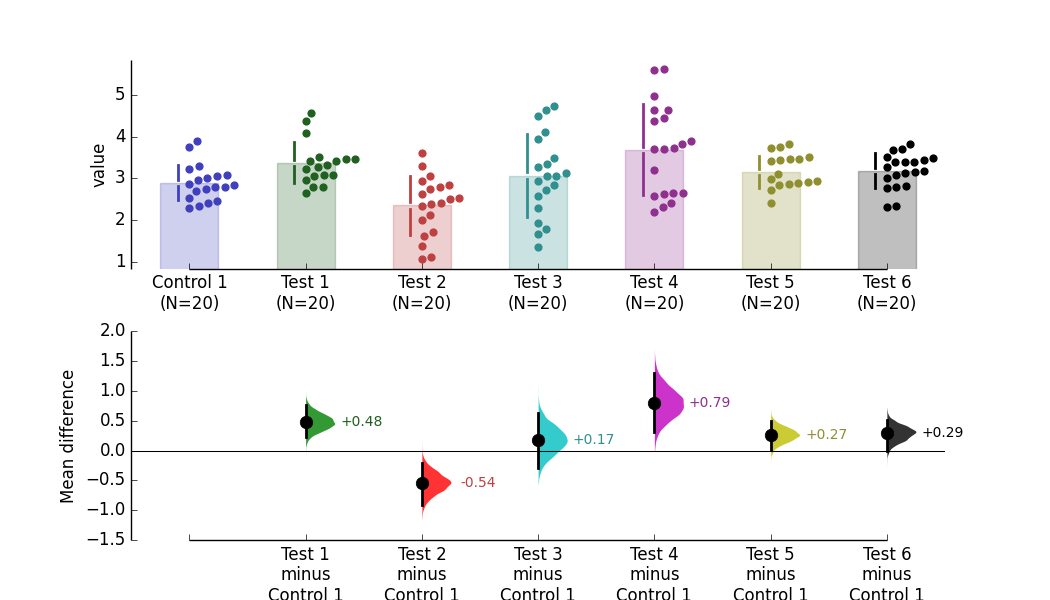 value
5
4
3
2
1
Control 1 Test 1 Test 2 Test 3 Test 4 Test 5 Test 6
(N=20) (N=20) (N=20) (N=20) (N=20) (N=20) (N=20)
Mean difference
2.0
1.5
1.0
0.5
0.0
−0.5
−1.0
−1.5
+0.48
-0.54
+0.17
+0.79
+0.27
+0.29
Test 1 Test 2 Test 3 Test 4 Test 5 Test 6
minus minus minus minus minus minus
Control 1 Control 1 Control 1 Control 1 Control 1 Control 1